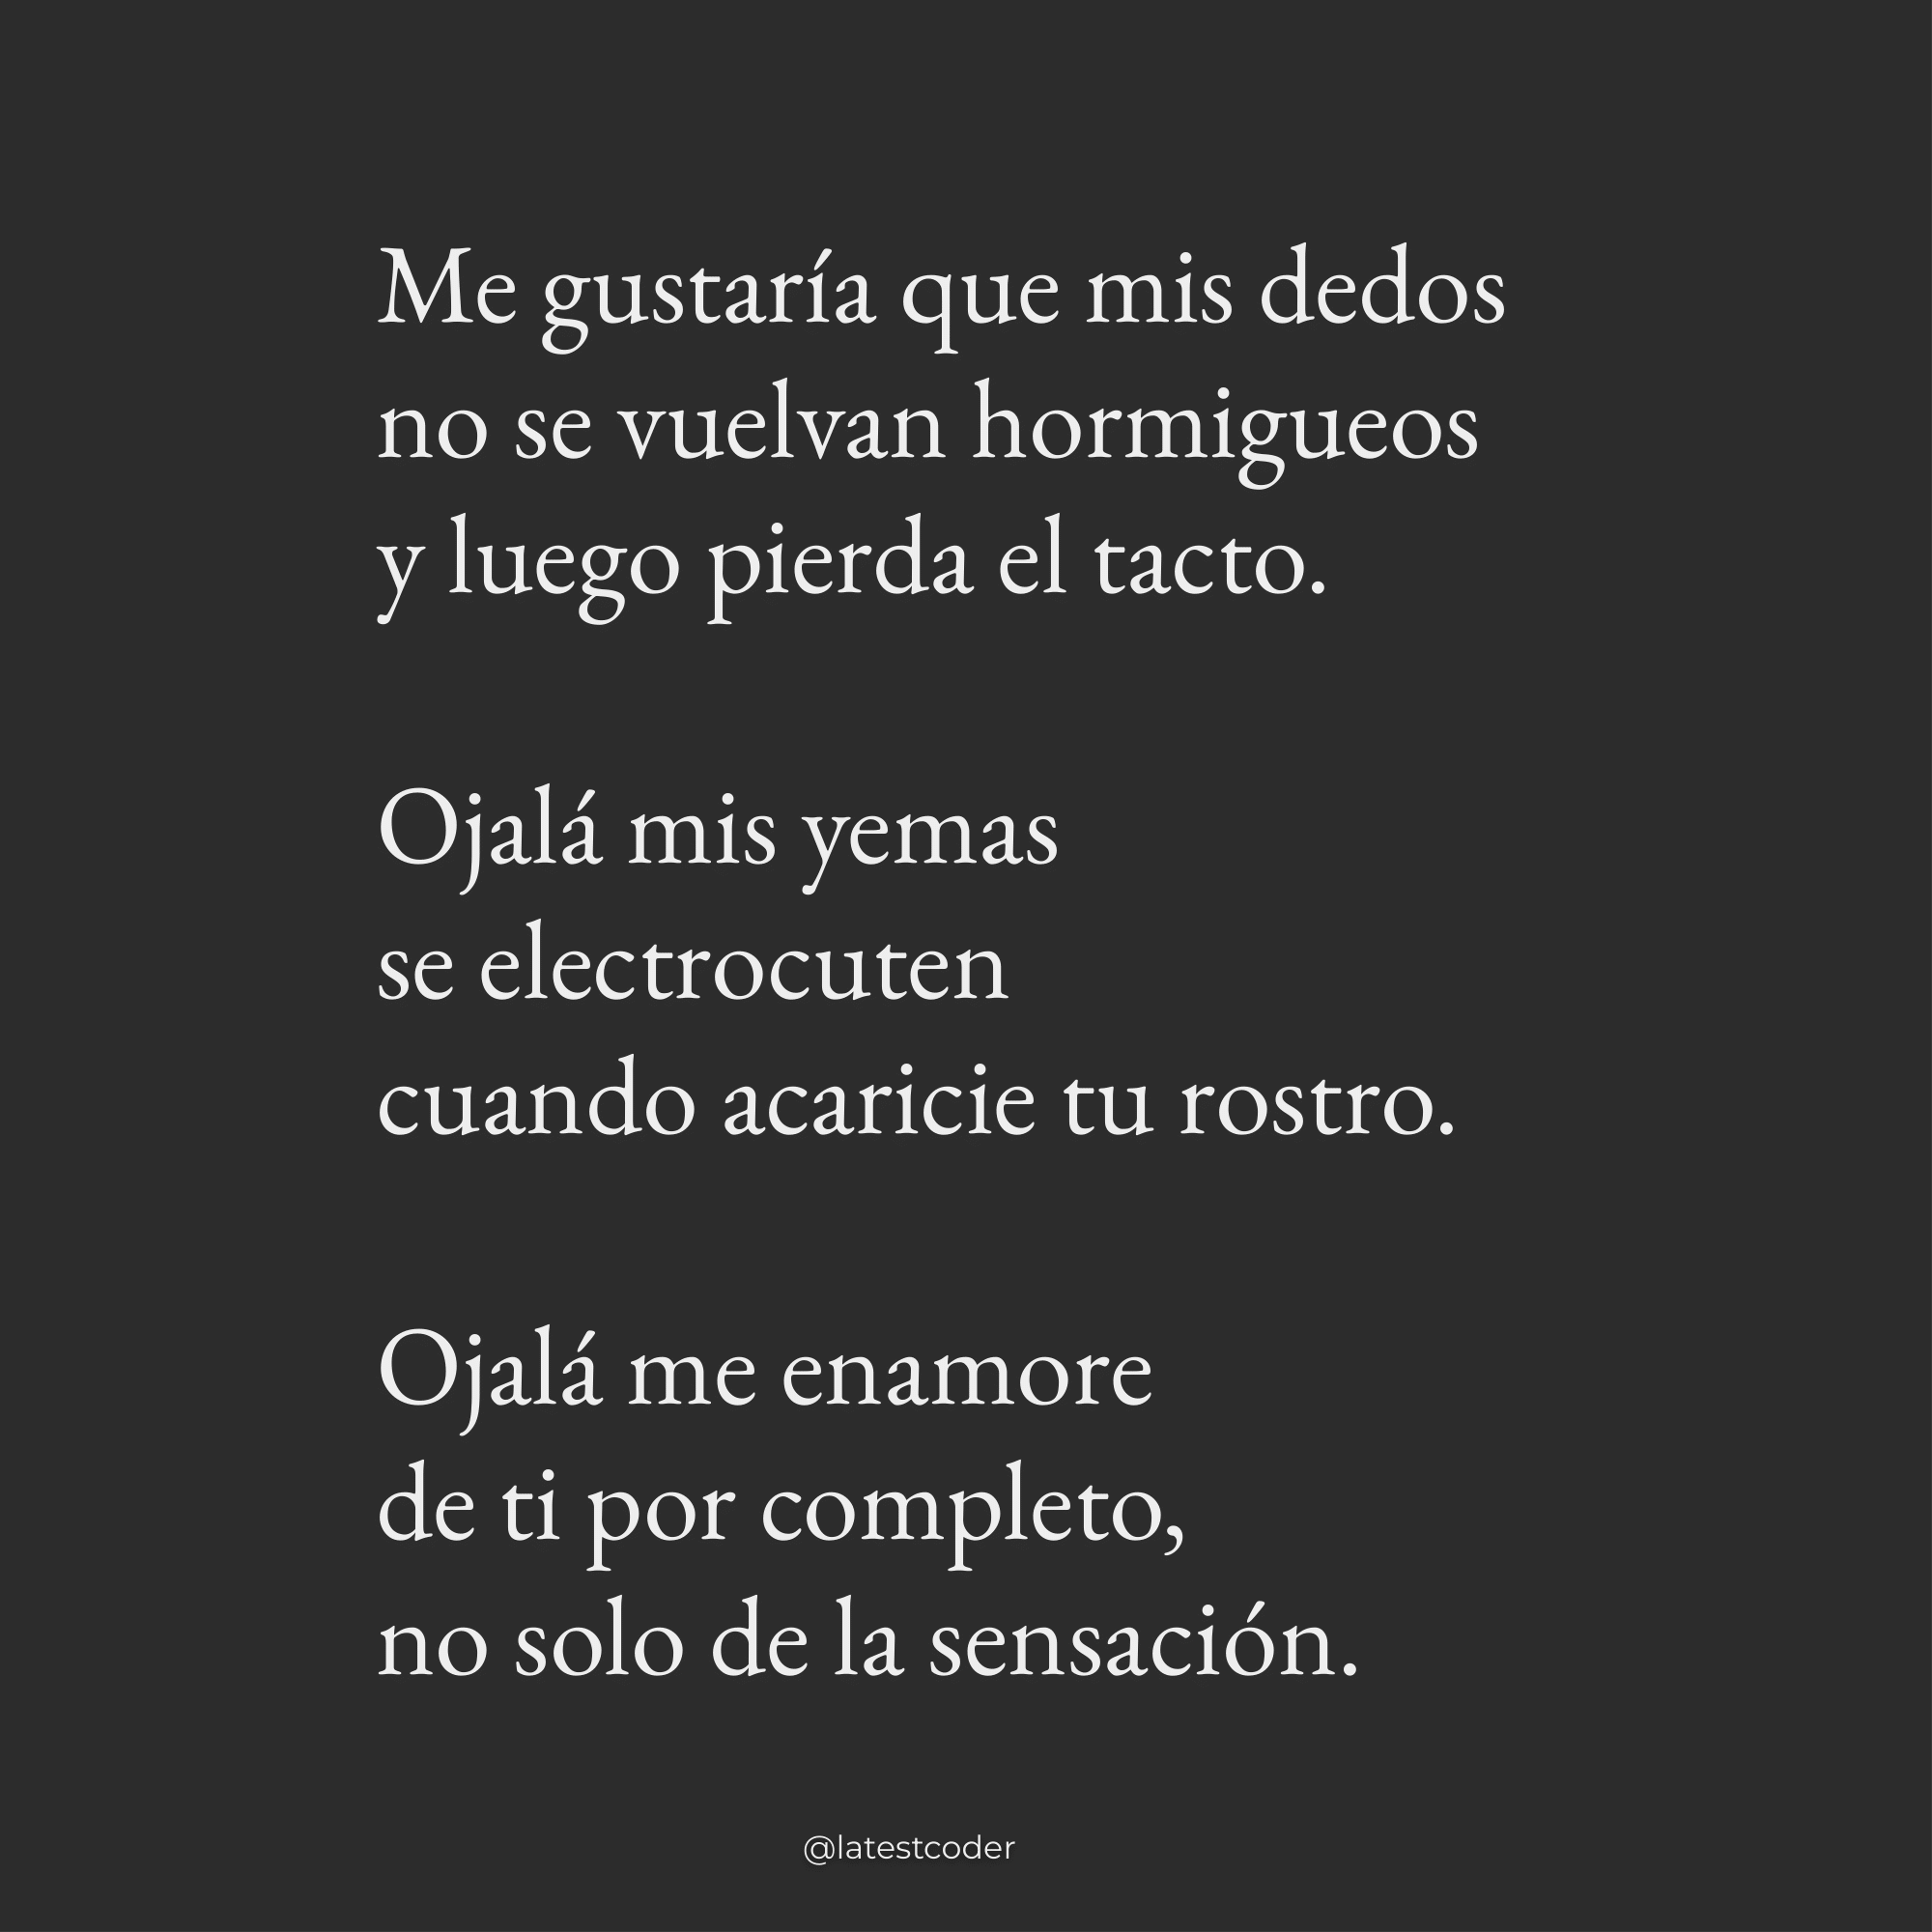 Me gustaría que mis dedos
no se vuelvan hormigueos
y luego pierda el tacto.
Ojalá mis yemas
se electrocuten
cuando acaricie tu rostro.
Ojalá me enamore
de ti por completo,
no solo de la sensación.
@latestcoder